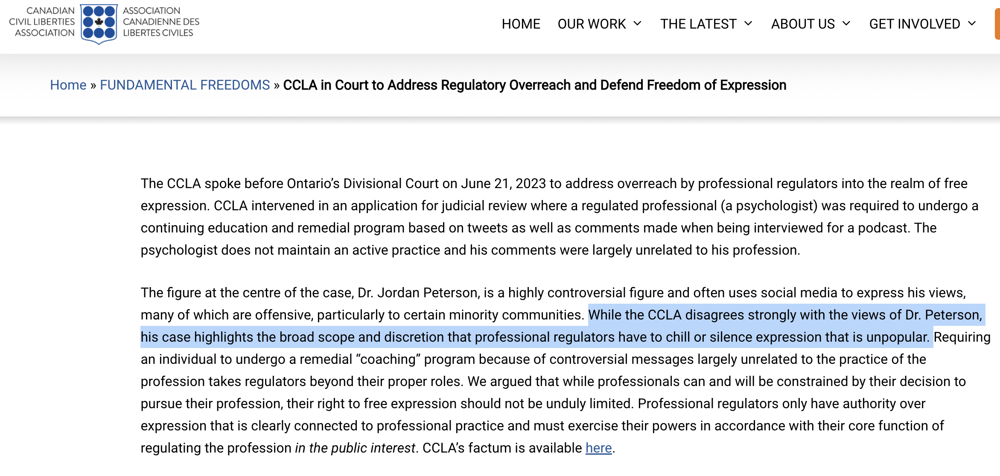 CANADIAN
CIVIL LIBERTIES
ASSOCIATION
ASSOCIATION
CANADIENNE DES
LIBERTES CIVILES
HOME OUR WORK THE LATEST ABOUT US GET INVOLVED
Home » FUNDAMENTAL FREEDOMS » CCLA in Court to Address Regulatory Overreach and Defend Freedom of Expression
The CCLA spoke before Ontario’s Divisional Court on June 21, 2023 to address overreach by professional regulators into the realm of free
expression. CCLA intervened in an application for judicial review where a regulated professional (a psychologist) was required to undergo a
continuing education and remedial program based on tweets as well as comments made when being interviewed for a podcast. The
psychologist does not maintain an active practice and his comments were largely unrelated to his profession.
The figure at the centre of the case, Dr. Jordan Peterson, is a highly controversial figure and often uses social media to express his views,
many of which are offensive, particularly to certain minority communities. While the CCLA disagrees strongly with the views of Dr. Peterson,
his case highlights the broad scope and discretion that professional regulators have to chill or silence expression that is unpopular. Requiring
an individual to undergo a remedial “coaching” program because of controversial messages largely unrelated to the practice of the
profession takes regulators beyond their proper roles. We argued that while professionals can and will be constrained by their decision to
pursue their profession, their right to free expression should not be unduly limited. Professional regulators only have authority over
expression that is clearly connected to professional practice and must exercise their powers in accordance with their core function of
regulating the profession in the public interest. CCLA’s factum is available here.